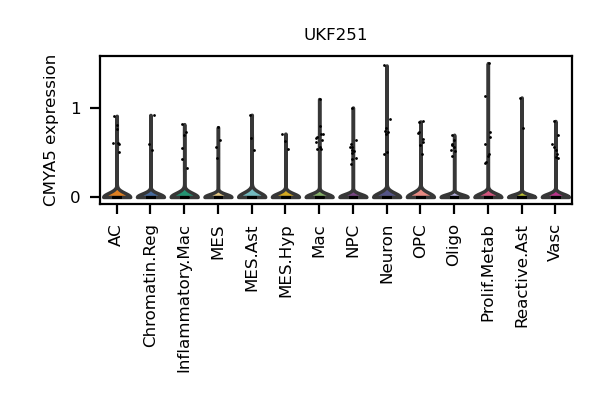 UKF251
CMYA5 expression
1
0
AC
Chromatin.Reg
Inflammatory.Mac
MES
MES.Ast
MES.Hyp
Mac
NPC
Neuron
OPC
Oligo
Prolif.Metab
Reactive.Ast
Vasc